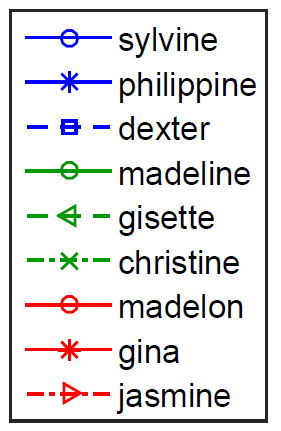 sylvine
philippine
dexter
madeline
gisette
christine
madelon
gina
jasmine